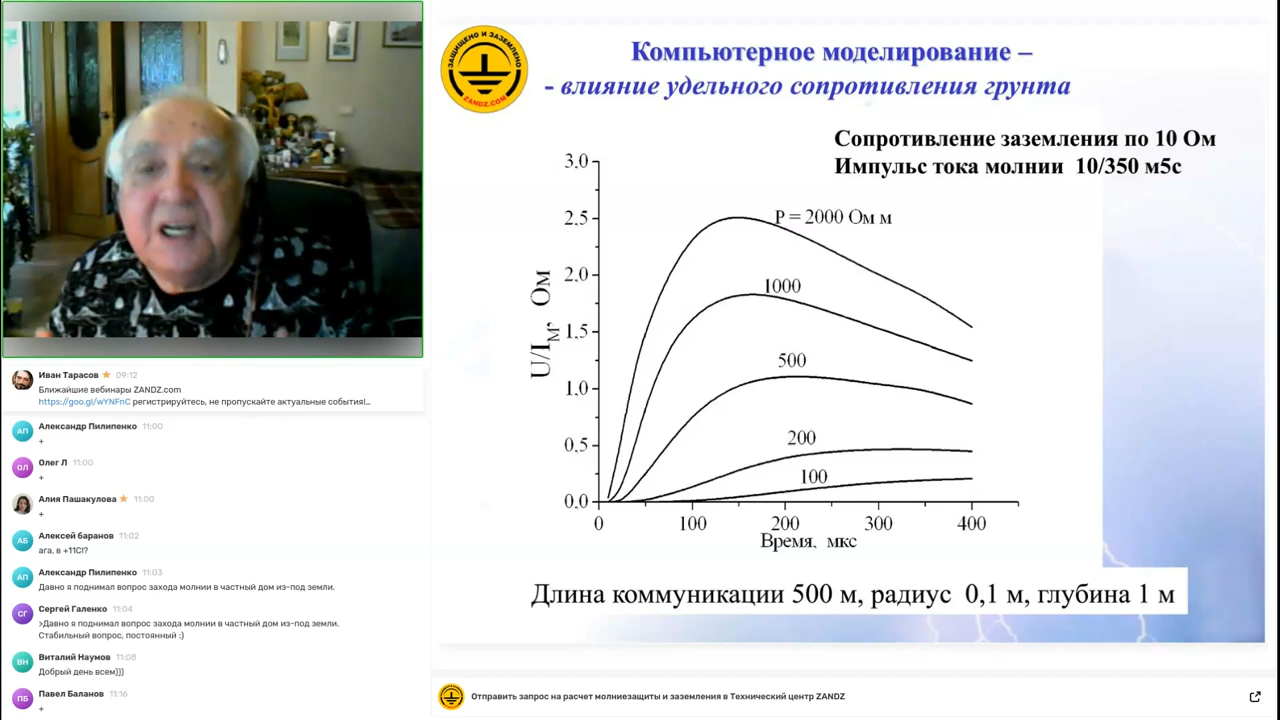 Иван Тарасов 09:12
Ближайшие вебинары ZANDZ.com
https://goo.gl/wYNFnC регистрируйтесь, не пропускайте актуальные события!...
АП Александр Пилипенко 11:00
+
ОЛ Олег Л 11:00
+
Алия Пашакулова 11:00
+
АБ Алексей баранов 11:02
ага, в +11С!?
АП Александр Пилипенко 11:03
Давно я поднимал вопрос захода молнии в частный дом из-под земли.
СГ Сергей Галенко 11:04
>Давно я поднимал вопрос захода молнии в частный дом из-под земли.
Стабильный вопрос, постоянный :)
ВН Виталий Наумов 11:08
Добрый день всем)))
ПБ Павел Баланов 11:16
+
ЗАЩИЩЕНО И ЗАЗЕМЛЕНО
ZANDZ.COM
Компьютерное моделирование –
- влияние удельного сопротивления грунта
Сопротивление заземления по 10 Ом
Импульс тока молнии 10/350 м5с
3,0
2,5
2,0
1,5
1,0
0,5
0,0
U/Iм, Ом
P = 2000 Ом м
1000
500
200
100
0 100 200 300 400
Время, мкс
Длина коммуникации 500 м, радиус 0,1 м, глубина 1 м
Отправить запрос на расчет молниезащиты и заземления в Технический центр ZANDZ